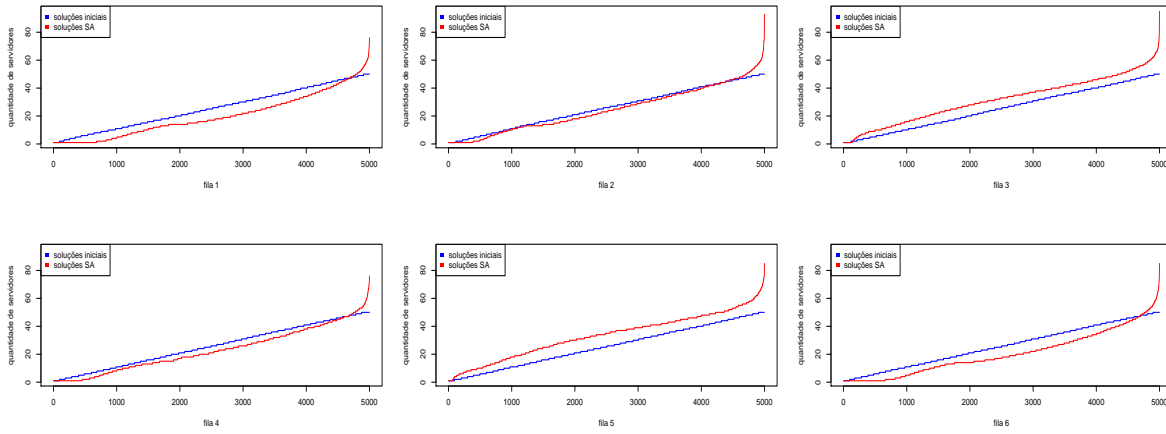 soluções iniciais
soluções SA
quantidade de servidores
80
60
40
20
0
0 1000 2000 3000 4000 5000
fila 1
soluções iniciais
soluções SA
quantidade de servidores
80
60
40
20
0
0 1000 2000 3000 4000 5000
fila 2
soluções iniciais
soluções SA
quantidade de servidores
80
60
40
20
0
0 1000 2000 3000 4000 5000
fila 3
soluções iniciais
soluções SA
quantidade de servidores
80
60
40
20
0
0 1000 2000 3000 4000 5000
fila 4
soluções iniciais
soluções SA
quantidade de servidores
80
60
40
20
0
0 1000 2000 3000 4000 5000
fila 5
soluções iniciais
soluções SA
quantidade de servidores
80
60
40
20
0
0 1000 2000 3000 4000 5000
fila 6